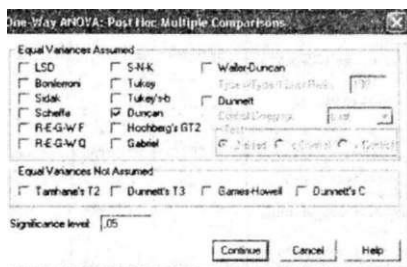 One-Way ANOVA: Post Hoc Multiple Comparisons
Equal Variances Assumed
LSD S-N-K Waller-Duncan
Bonferroni Tukey
Sidak Tukey's-b Dunnett
Scheffe Duncan
R-E-G-W F Hochberg's GT2
R-E-G-W Q Gabriel
Equal Variances Not Assumed
Tamhane's T2 Dunnett's T3 Games-Howell Dunnett's C
Significance level: .05
Continue Cancel Help